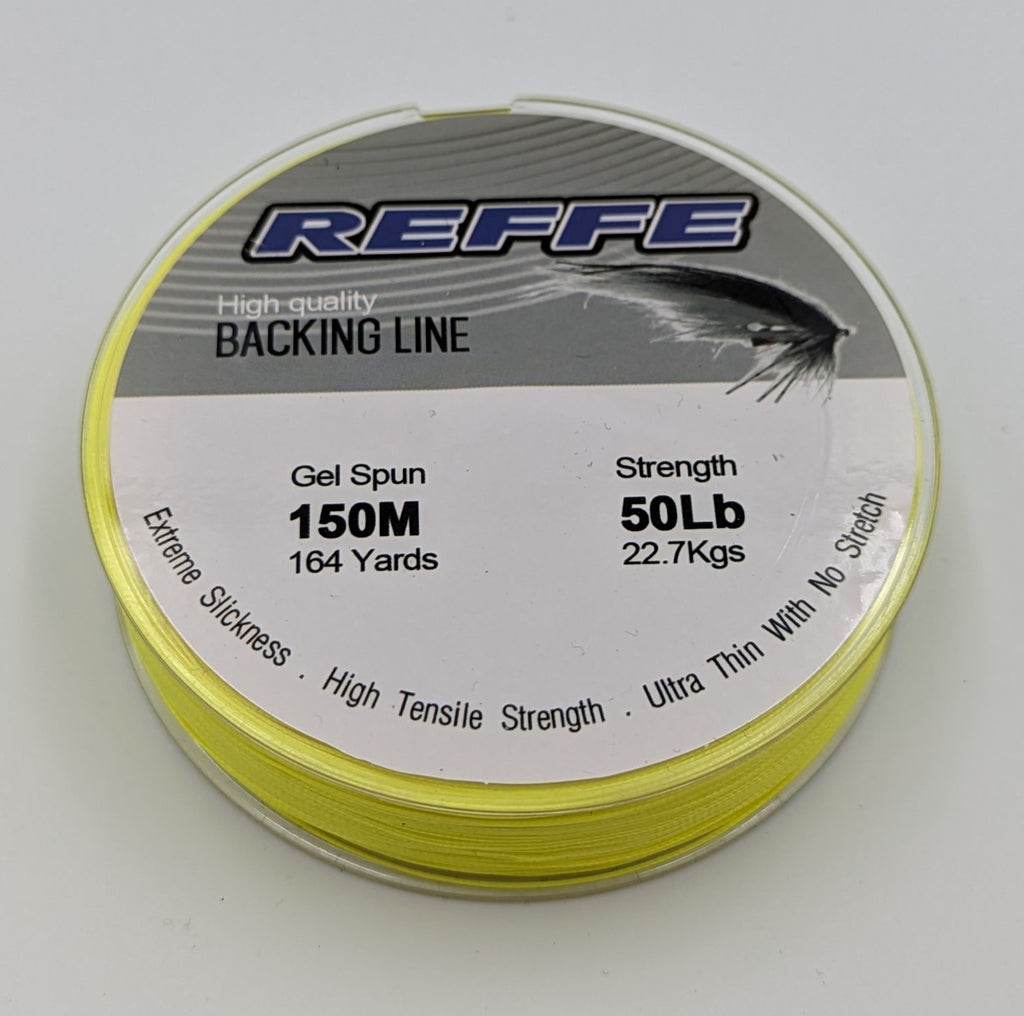 REFFE
High quality
BACKING LINE
Gel Spun
150M
164 Yards
Strength
50Lb
22.7Kgs
Extreme Slickness . High Tensile Strength . Ultra Thin With No Stretch